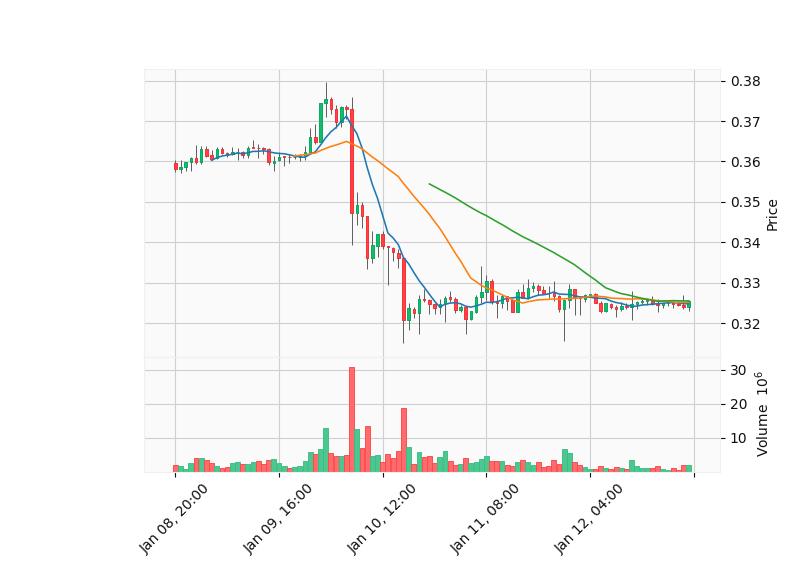 0.38
0.37
0.36
0.35
0.34
0.33
0.32
Price
30
20
10
Volume 10^6
Jan 08, 20:00
Jan 09, 16:00
Jan 10, 12:00
Jan 11, 08:00
Jan 12, 04:00